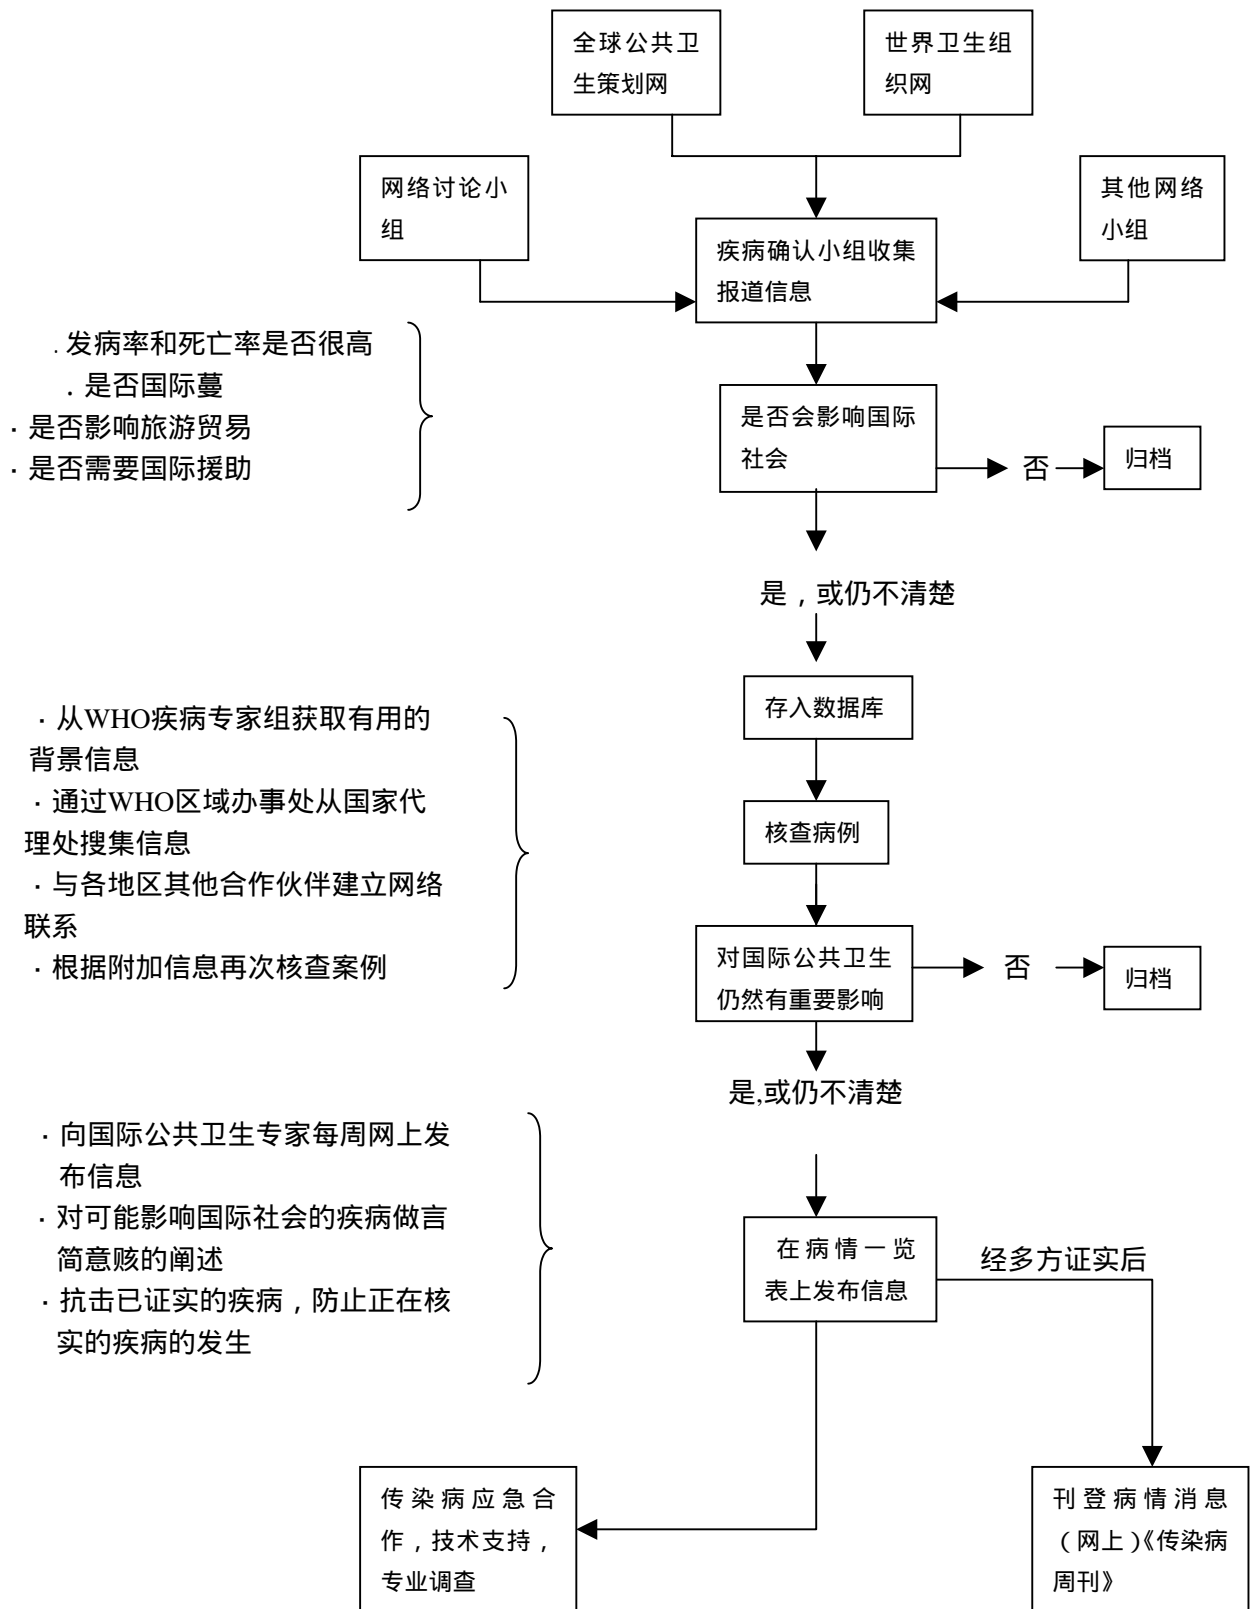 全球公共卫
生策划网
世界卫生组
织网
网络讨论小
组
其他网络
小组
疾病确认小组收集
报道信息
. 发病率和死亡率是否很高
. 是否国际蔓
· 是否影响旅游贸易
· 是否需要国际援助
是否会影响国际
社会
否
归档
是，或仍不清楚
存入数据库
· 从WHO疾病专家组获取有用的
背景信息
· 通过WHO区域办事处从国家代
理处搜集信息
· 与各地区其他合作伙伴建立网络
联系
· 根据附加信息再次核查案例
核查病例
对国际公共卫生
仍然有重要影响
否
归档
是,或仍不清楚
· 向国际公共卫生专家每周网上发
布信息
· 对可能影响国际社会的疾病做言
简意赅的阐述
· 抗击已证实的疾病，防止正在核
实的疾病的发生
在病情一览
表上发布信息
经多方证实后
传染病应急合
作，技术支持，
专业调查
刊登病情消息
（网上）《传染病
周刊》